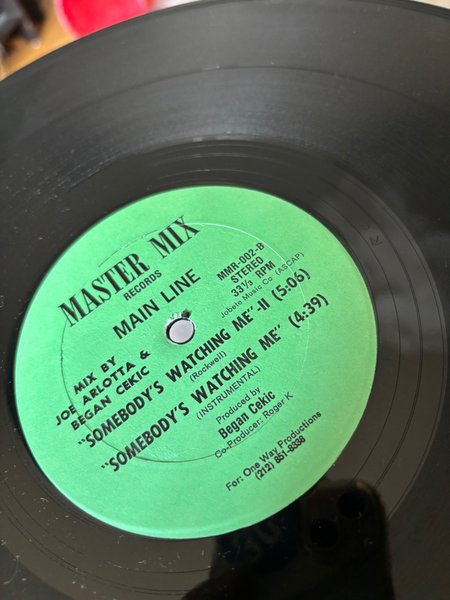 MASTER MIX
RECORDS
MAIN LINE
MMR-002-B
STEREO
33⅓ RPM
Jobete Music Co. (ASCAP)
MIX BY
JOE ARLOTTA &
BEGAN CEKIC
"SOMEBODY'S WATCHING ME"-II (5:06)
(Rockwell)
"SOMEBODY'S WATCHING ME" (4:39)
(INSTRUMENTAL)
Produced by
Began Cekic
Co-Producer: Roger K
For: One Way Productions
(212) 851-8338